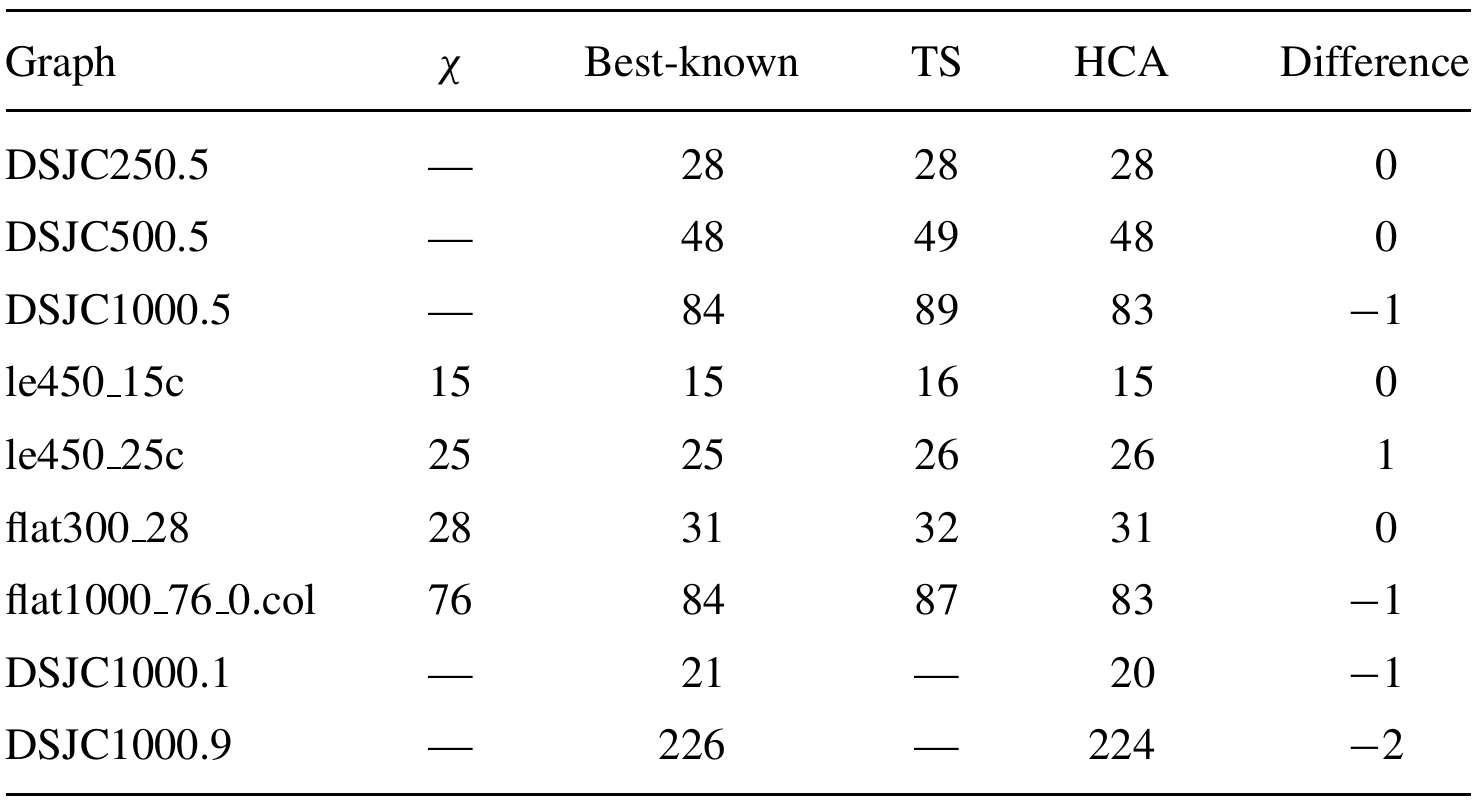 Graph χ Best-known TS HCA Difference
DSJC250.5 — 28 28 28 0
DSJC500.5 — 48 49 48 0
DSJC1000.5 — 84 89 83 −1
le450_15c 15 15 16 15 0
le450_25c 25 25 26 26 1
flat300_28 28 31 32 31 0
flat1000_76_0.col 76 84 87 83 −1
DSJC1000.1 — 21 — 20 −1
DSJC1000.9 — 226 — 224 −2